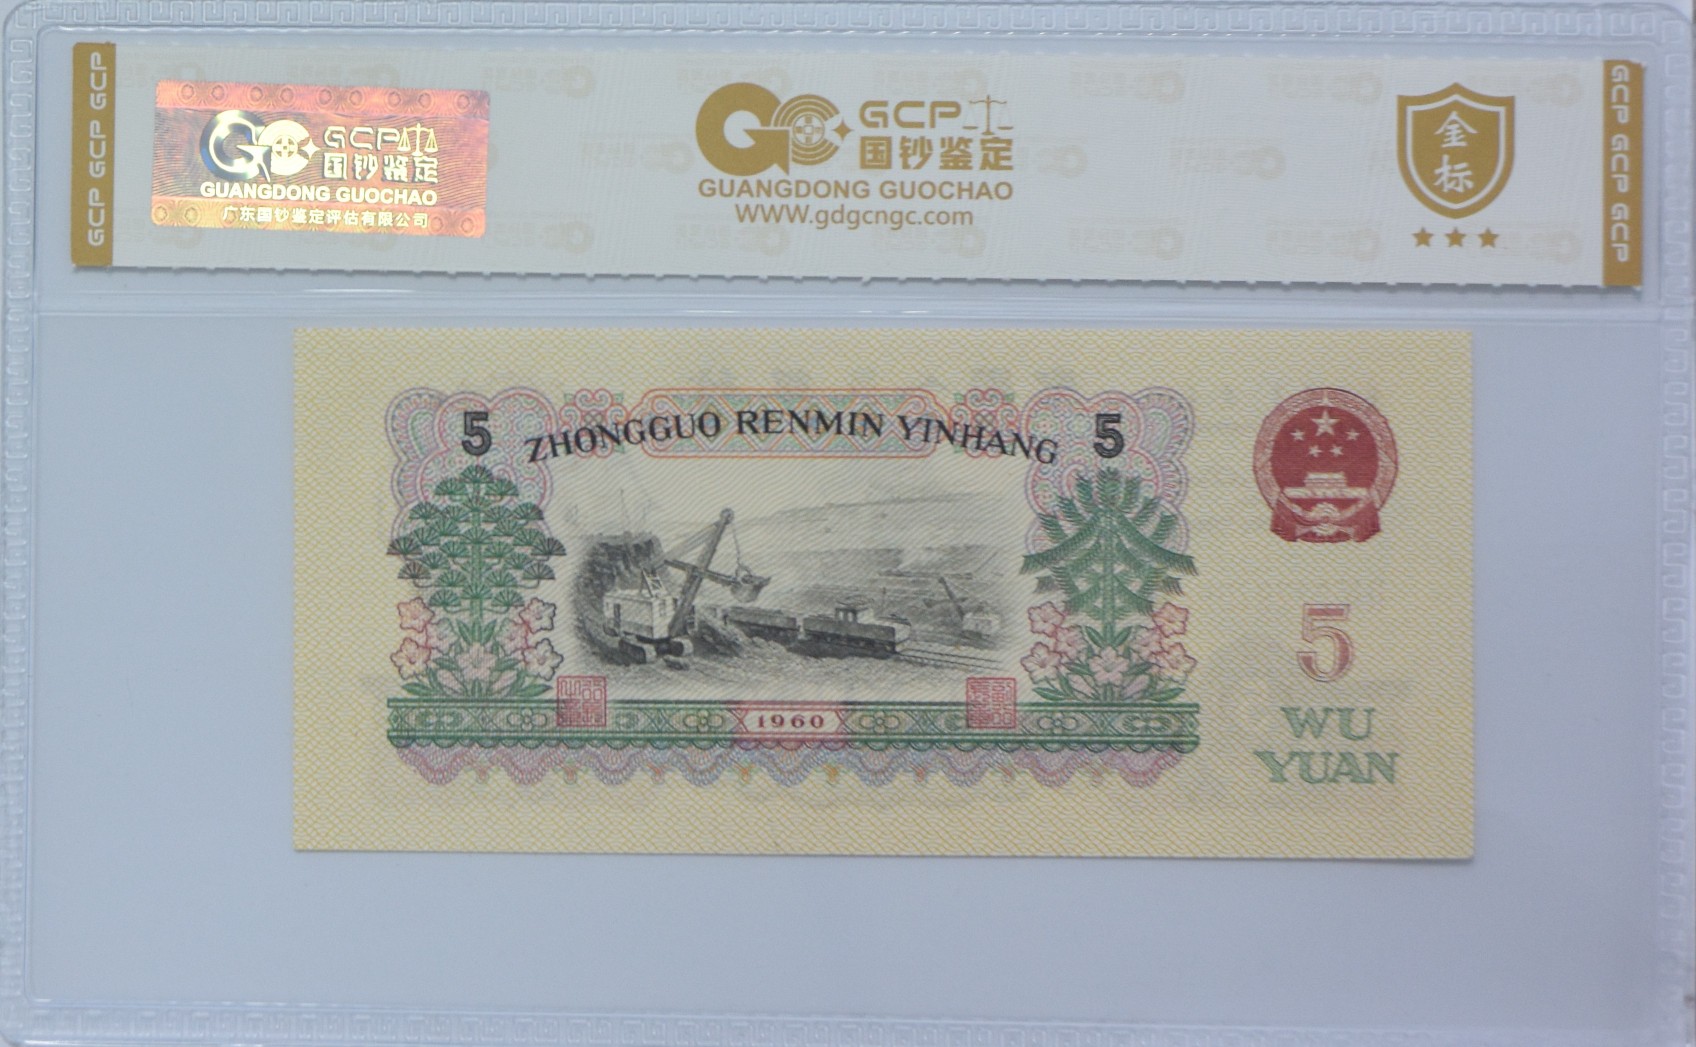 GCP GCP GCP
GCP 国钞鉴定
GUANGDONG GUOCHAO
广东国钞鉴定评估有限公司
GCP
国钞鉴定
GUANGDONG GUOCHAO
WWW.gdgcngc.com
金标
GCP GCP GCP
5 ZHONGGUO RENMIN YINHANG 5
5
WU
YUAN
1960